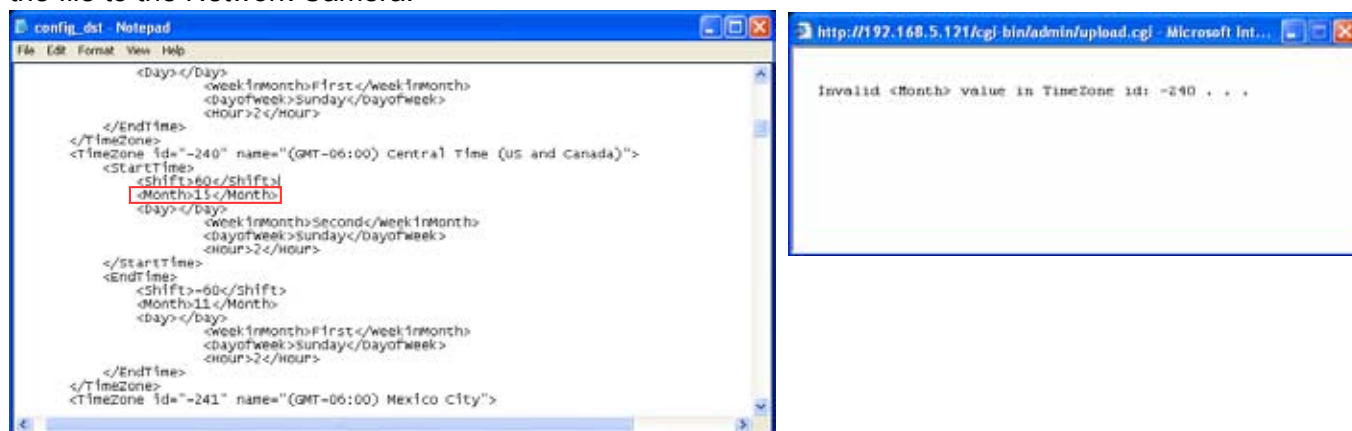 the file to the Network Camera.
config_dst - Notepad
File Edit Format View Help
<Day></Day>
<WeekinMonth>First</WeekinMonth>
<DayofWeek>Sunday</DayofWeek>
<Hour>2</Hour>
</EndTime>
</TimeZone>
<TimeZone id="-240" name="(GMT-06:00) Central Time (US and Canada)">
<StartTime>
<Shift>60</Shift>
<Month>15</Month>
<Day></Day>
<WeekinMonth>Second</WeekinMonth>
<DayofWeek>Sunday</DayofWeek>
<Hour>2</Hour>
</StartTime>
<EndTime>
<Shift>-60</Shift>
<Month>11</Month>
<Day></Day>
<WeekinMonth>First</WeekinMonth>
<DayofWeek>Sunday</DayofWeek>
<Hour>2</Hour>
</EndTime>
</TimeZone>
<TimeZone id="-241" name="(GMT-06:00) Mexico City">
http://192.168.5.121/cgi-bin/admin/upload.cgi - Microsoft Int...
Invalid <Month> value in TimeZone id: -240 . . .